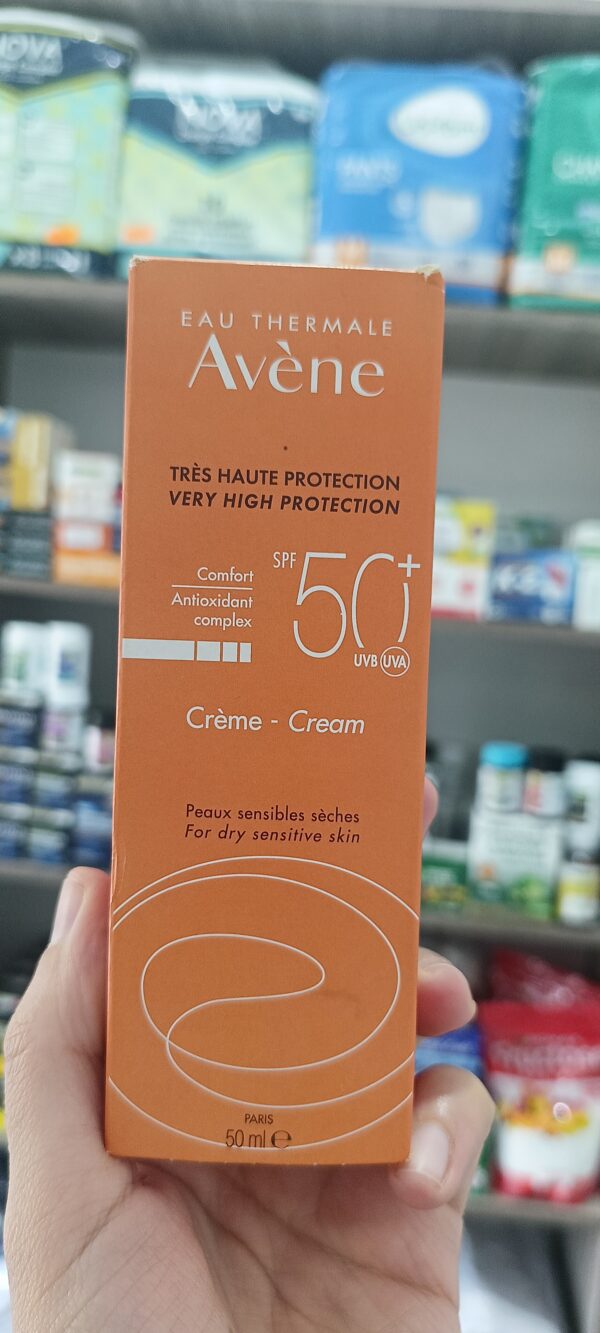 EAU THERMALE
Avène
TRÈS HAUTE PROTECTION
VERY HIGH PROTECTION
Comfort
Antioxidant
complex
SPF 50+
UVB UVA
Crème - Cream
Peaux sensibles sèches
For dry sensitive skin
PARIS
50 ml ℮